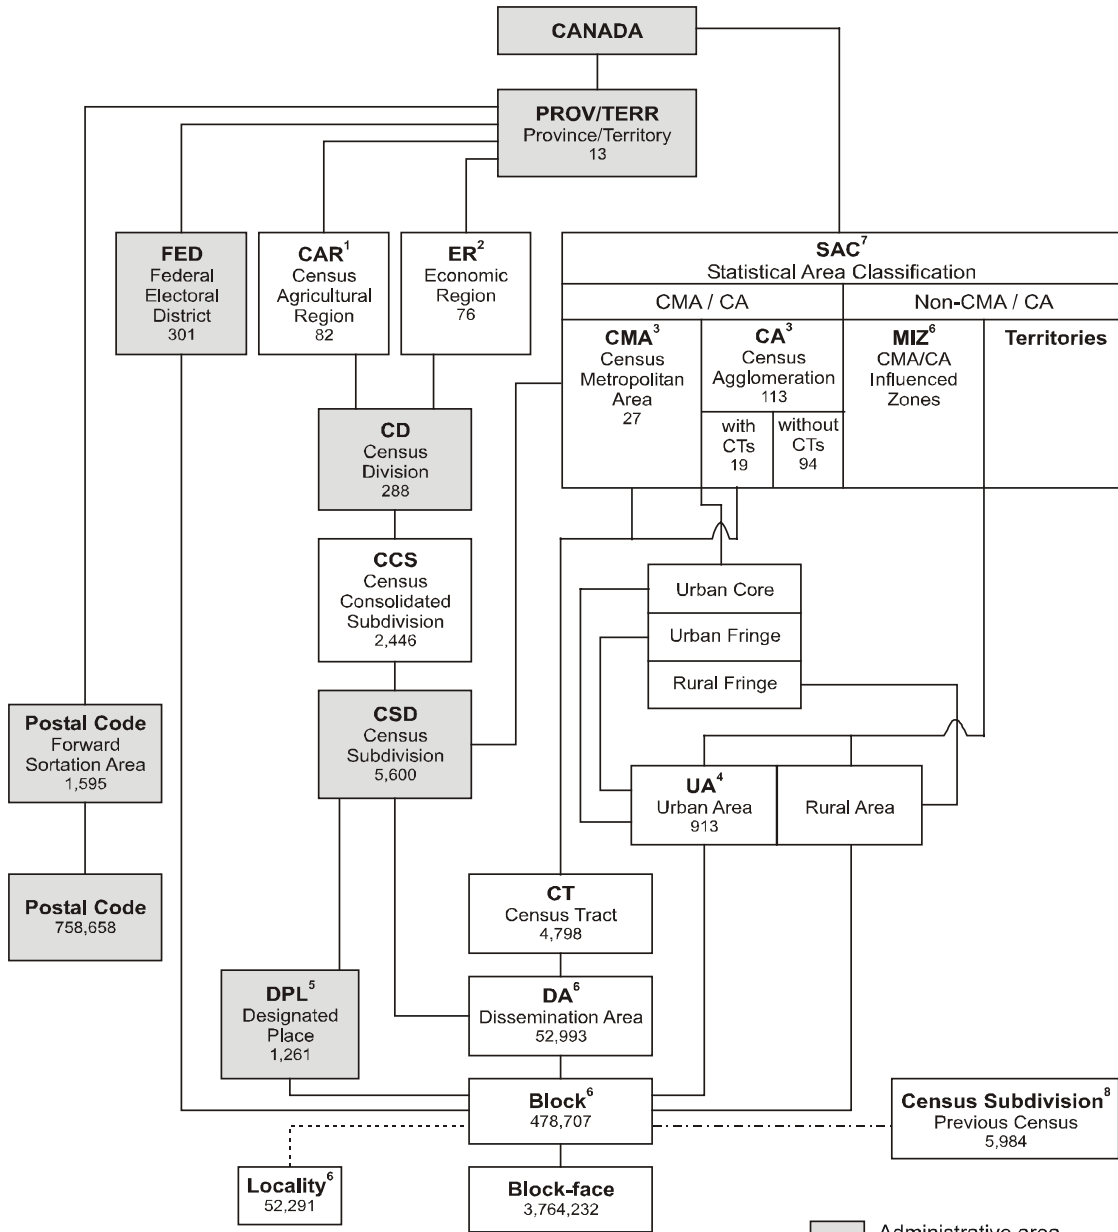 CANADA
PROV/TERR
Province/Territory
13
FED
Federal
Electoral
District
301
CAR1
Census
Agricultural
Region
82
ER2
Economic
Region
76
SAC7
Statistical Area Classification
CMA / CA
Non-CMA / CA
CMA3
Census
Metropolitan
Area
27
CA3
Census
Agglomeration
113
with
CTs
19
without
CTs
94
MIZ6
CMA/CA
Influenced
Zones
Territories
CD
Census
Division
288
CCS
Census
Consolidated
Subdivision
2,446
Urban Core
Urban Fringe
Rural Fringe
Postal Code
Forward
Sortation Area
1,595
CSD
Census
Subdivision
5,600
UA4
Urban Area
913
Rural Area
Postal Code
758,658
CT
Census Tract
4,798
DPL5
Designated
Place
1,261
DA6
Dissemination Area
52,993
Block6
478,707
Census Subdivision8
Previous Census
5,984
Locality6
52,291
Block-face
3,764,232
Administrative area